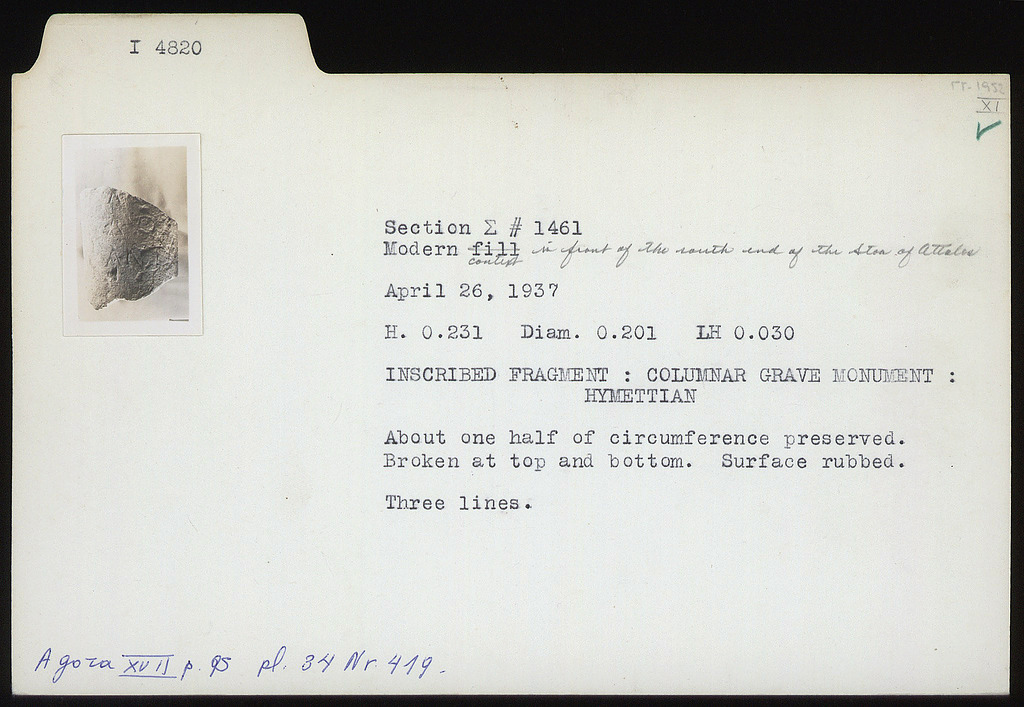 I 4820
XI
Section Σ # 1461
Modern fill in front of the south end of the Stoa of Attalos
context
April 26, 1937
H. 0.231 Diam. 0.201 LH 0.030
INSCRIBED FRAGMENT : COLUMNAR GRAVE MONUMENT :
HYMETTIAN
About one half of circumference preserved.
Broken at top and bottom. Surface rubbed.
Three lines.
Agora XVII p. 95 pl. 34 Nr. 419.